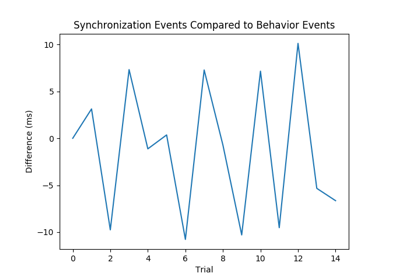 Synchronization Events Compared to Behavior Events
10
5
0
−5
−10
Difference (ms)
0 2 4 6 8 10 12 14
Trial